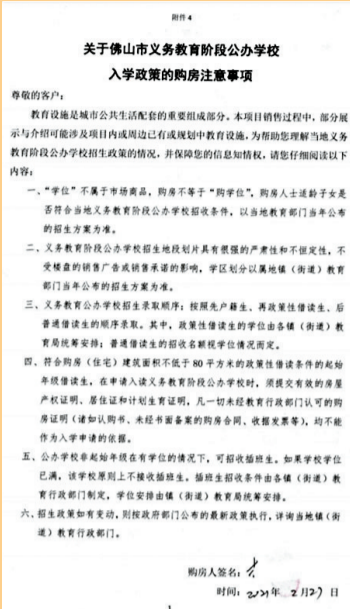 附件 4
关于佛山市义务教育阶段公办学校
入学政策的购房注意事项
尊敬的客户：
教育设施是城市公共生活配套的重要组成部分。本项目销售过程中，部分展
示与介绍可能涉及项目内或周边已有或规划中教育设施，为帮助您理解当地义务
教育阶段公办学校招生政策的情况，并保障您的信息知情权，请您仔细阅读以下
内容：
一、“学位”不属于市场商品，购房不等于“购学位”，购房人士适龄子女是
否符合当地义务教育阶段公办学校招收条件，以当地教育部门当年公布
的招生方案为准。
二、义务教育阶段公办学校招生地段划片具有很强的严肃性和不但定性，不
受楼盘的销售广告或销售承诺的影响，学区划分以属地镇（街道）教育
部门当年公布的招生方案为准。
三、义务教育公办学校招生录取顺序：按照先户籍生、再政策性借读生、后
普通借读生的顺序录取。其中，政策性借读生的学位由各镇（街道）教
育局统筹安排；普通借读生的招收名额视学位情况而定。
四、符合购房（住宅）建筑面积不低于 80 平方米的政策性借读条件的起始
年级借读生，在申请入读义务教育阶段公办学校时，须提交有效的房屋
产权证明、居住证和计划生育证明，凡一切未经教育行政部门认可的购
房证明（诸如认购书、未经书面备案的购房合同、收据发票等），均不能
作为入学申请的依据。
五、公办学校非起始年级在有学位的情况下，可招收插班生。如果学校学位
已满，该学校原则上不接收插班生。插班生招收条件由各镇（街道）教
育行政部门制定，学位安排由镇（街道）教育局统筹安排。
六、招生政策如有变动，则按政府部门公布的最新政策执行，详询当地镇（街
道）教育行政部门。
购房人签名：
时间：2021年 2月27日